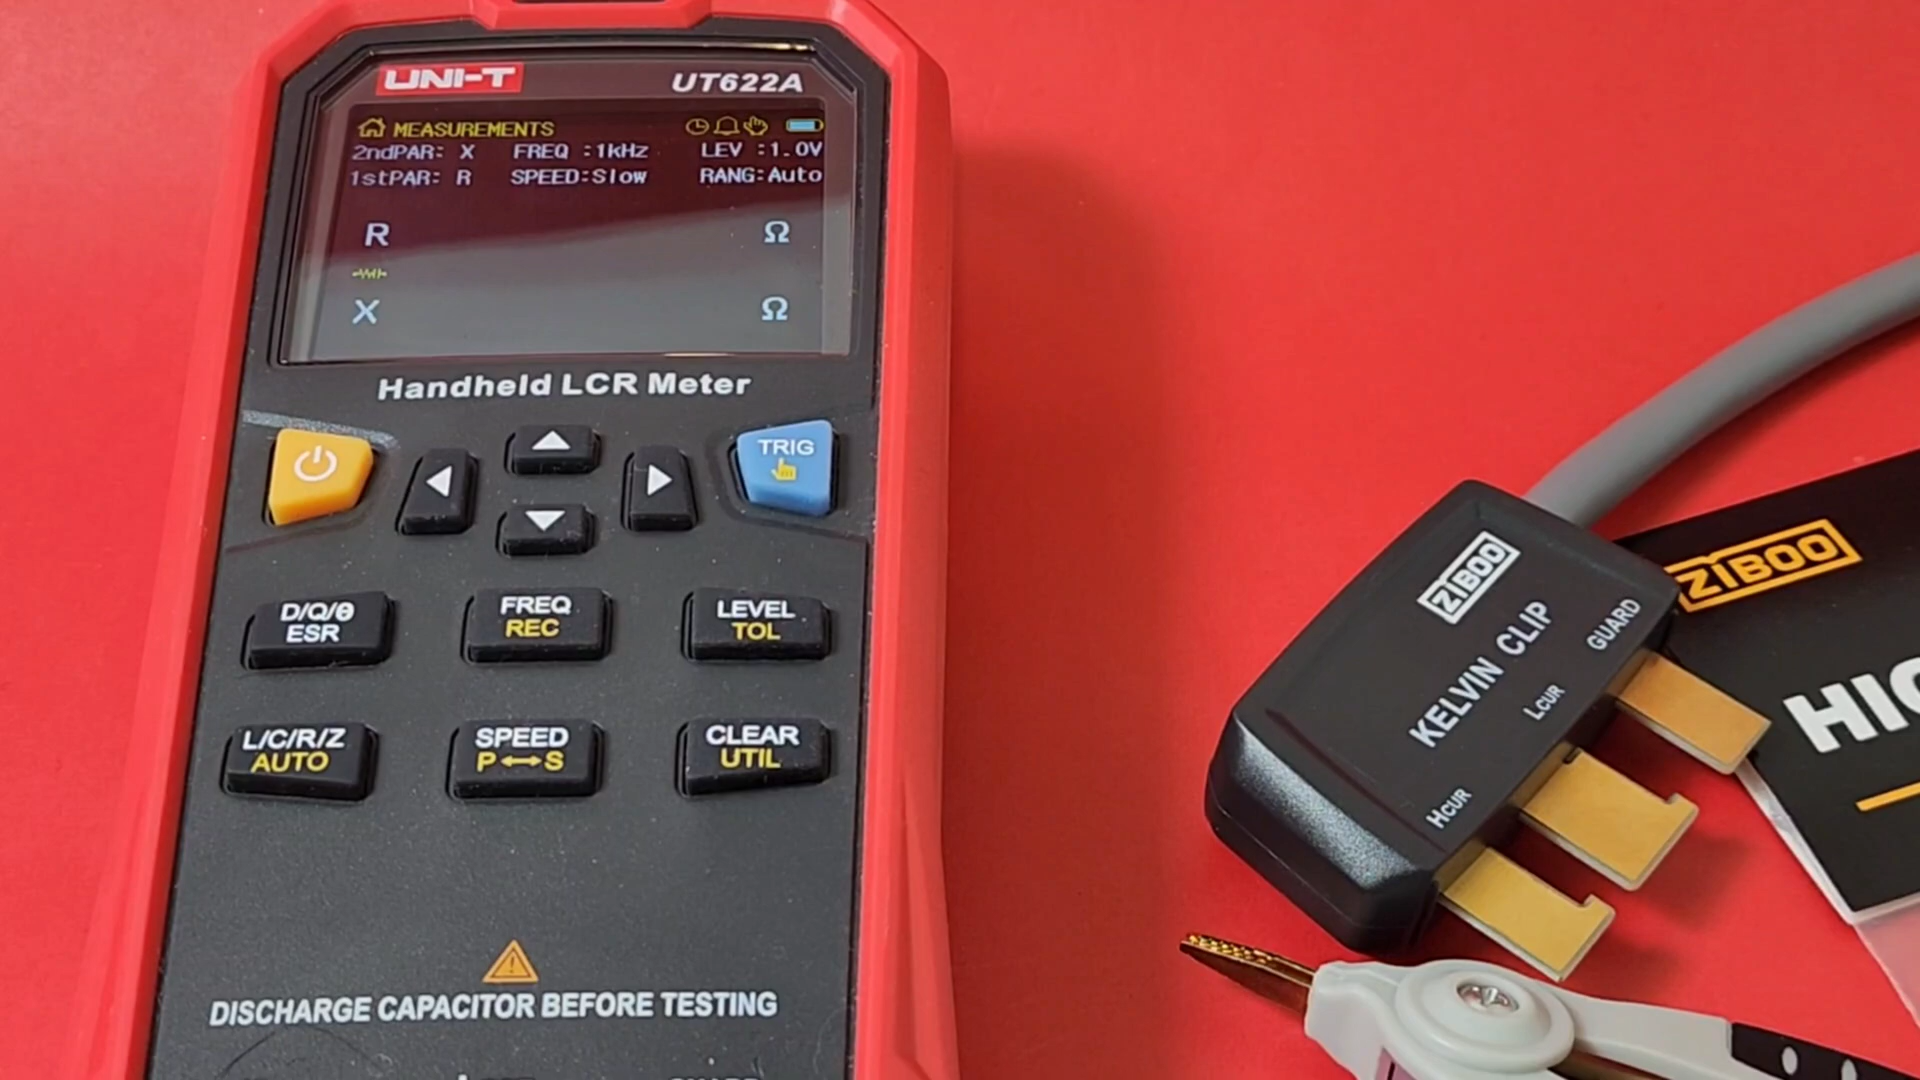 UNI-T
UT622A
MEASUREMENTS
2ndPAR: X FREQ :1kHz LEV :1.0V
1stPAR: R SPEED:Slow RANG:Auto
R Ω
X Ω
Handheld LCR Meter
TRIG
D/Q/θ
ESR
FREQ
REC
LEVEL
TOL
L/C/R/Z
AUTO
SPEED
P↔S
CLEAR
UTIL
DISCHARGE CAPACITOR BEFORE TESTING
ZIBOO
KELVIN CLIP
GUARD
LCUR
HCUR
ZIBOO